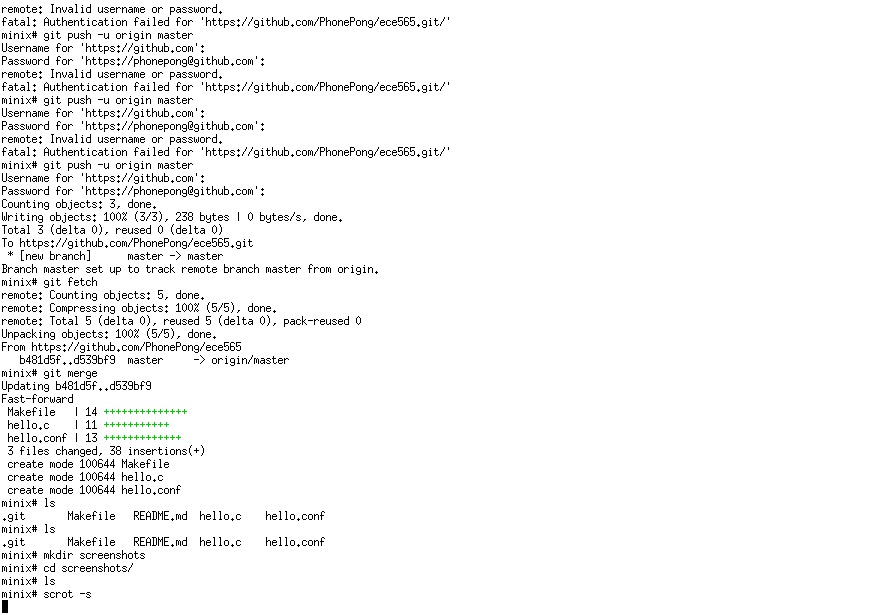 remote: Invalid username or password.
fatal: Authentication failed for 'https://github.com/PhonePong/ece565.git/'
minix# git push -u origin master
Username for 'https://github.com':
Password for 'https://phonepong@github.com':
remote: Invalid username or password.
fatal: Authentication failed for 'https://github.com/PhonePong/ece565.git/'
minix# git push -u origin master
Username for 'https://github.com':
Password for 'https://phonepong@github.com':
remote: Invalid username or password.
fatal: Authentication failed for 'https://github.com/PhonePong/ece565.git/'
minix# git push -u origin master
Username for 'https://github.com':
Password for 'https://phonepong@github.com':
Counting objects: 3, done.
Writing objects: 100% (3/3), 238 bytes | 0 bytes/s, done.
Total 3 (delta 0), reused 0 (delta 0)
To https://github.com/PhonePong/ece565.git
 * [new branch]      master -> master
Branch master set up to track remote branch master from origin.
minix# git fetch
remote: Counting objects: 5, done.
remote: Compressing objects: 100% (5/5), done.
remote: Total 5 (delta 0), reused 5 (delta 0), pack-reused 0
Unpacking objects: 100% (5/5), done.
From https://github.com/PhonePong/ece565
   b481d5f..d539bf9  master     -> origin/master
minix# git merge
Updating b481d5f..d539bf9
Fast-forward
 Makefile   | 14 ++++++++++++++
 hello.c    | 11 +++++++++++
 hello.conf | 13 +++++++++++++
 3 files changed, 38 insertions(+)
 create mode 100644 Makefile
 create mode 100644 hello.c
 create mode 100644 hello.conf
minix# ls
.git       Makefile   README.md  hello.c    hello.conf
minix# ls
.git       Makefile   README.md  hello.c    hello.conf
minix# mkdir screenshots
minix# cd screenshots/
minix# ls
minix# scrot -s